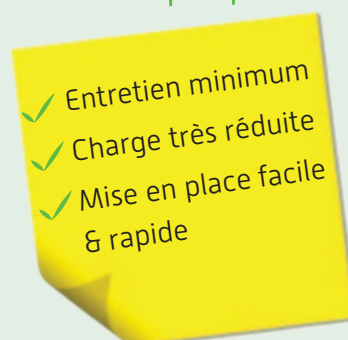 Entretien minimum
Charge très réduite
Mise en place facile
& rapide